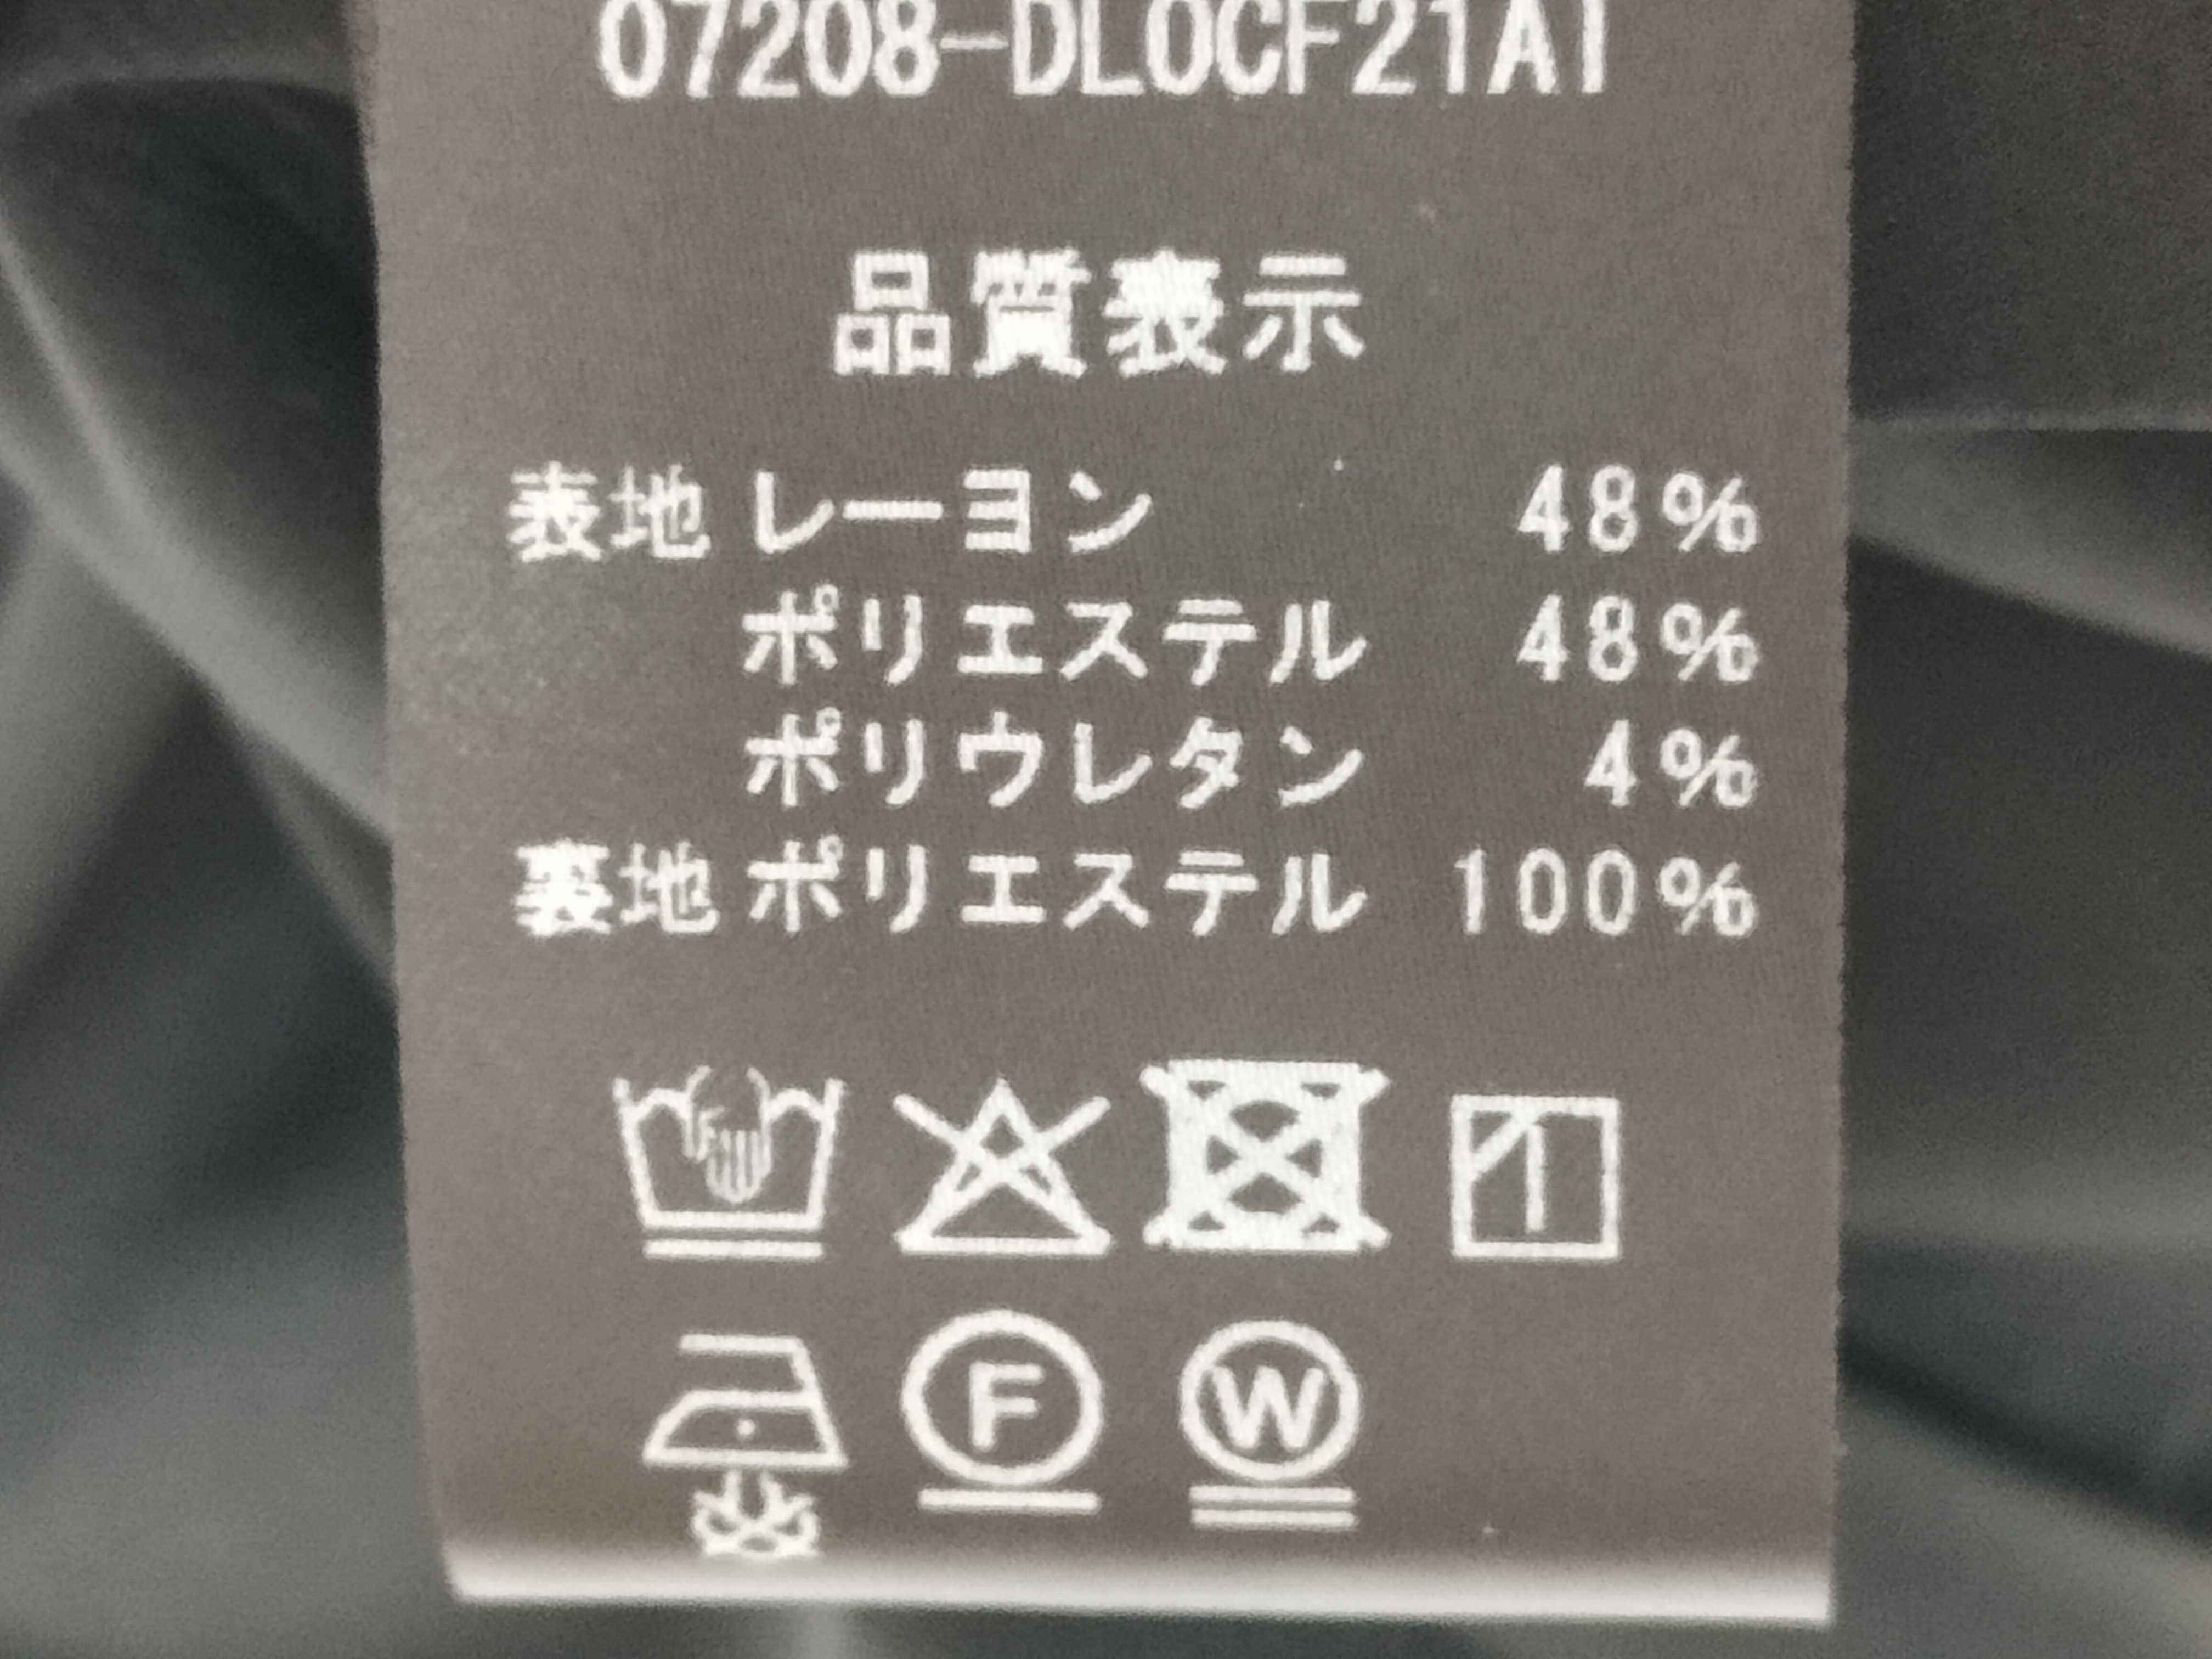 07208-DL0CF21AI
品質表示
表地 レーヨン 48%
ポリエステル 48%
ポリウレタン 4%
裏地 ポリエステル 100%
F W